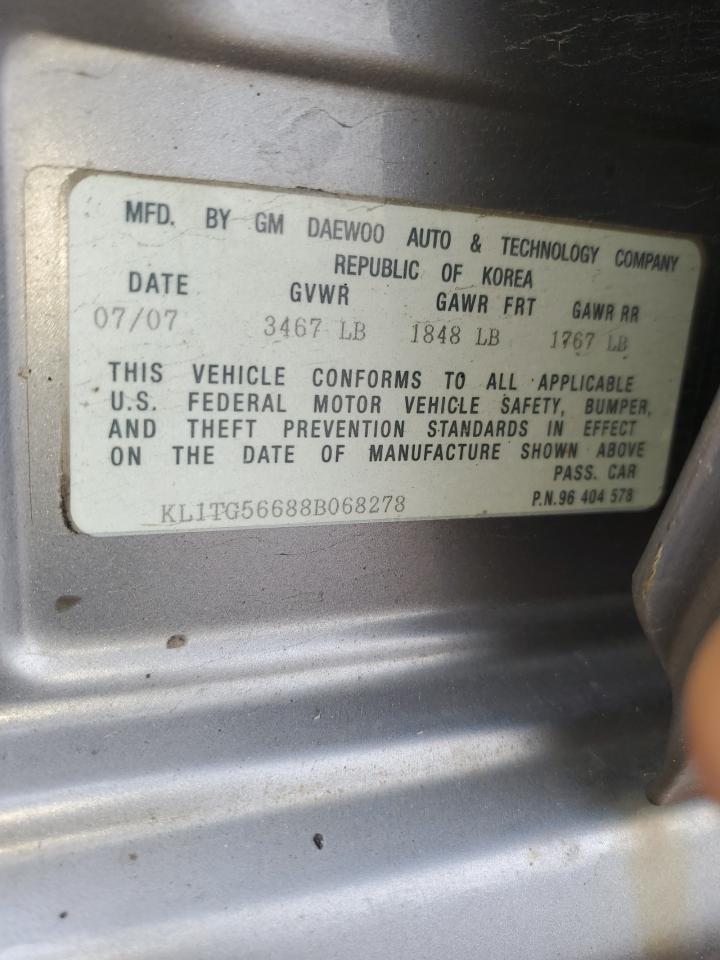 MFD. BY GM DAEWOO AUTO & TECHNOLOGY COMPANY
REPUBLIC OF KOREA
DATE GVWR GAWR FRT GAWR RR
07/07 3467 LB 1848 LB 1767 LB
THIS VEHICLE CONFORMS TO ALL APPLICABLE
U.S. FEDERAL MOTOR VEHICLE SAFETY, BUMPER,
AND THEFT PREVENTION STANDARDS IN EFFECT
ON THE DATE OF MANUFACTURE SHOWN ABOVE
PASS. CAR
KL1TG56688B068278 P.N.96 404 578